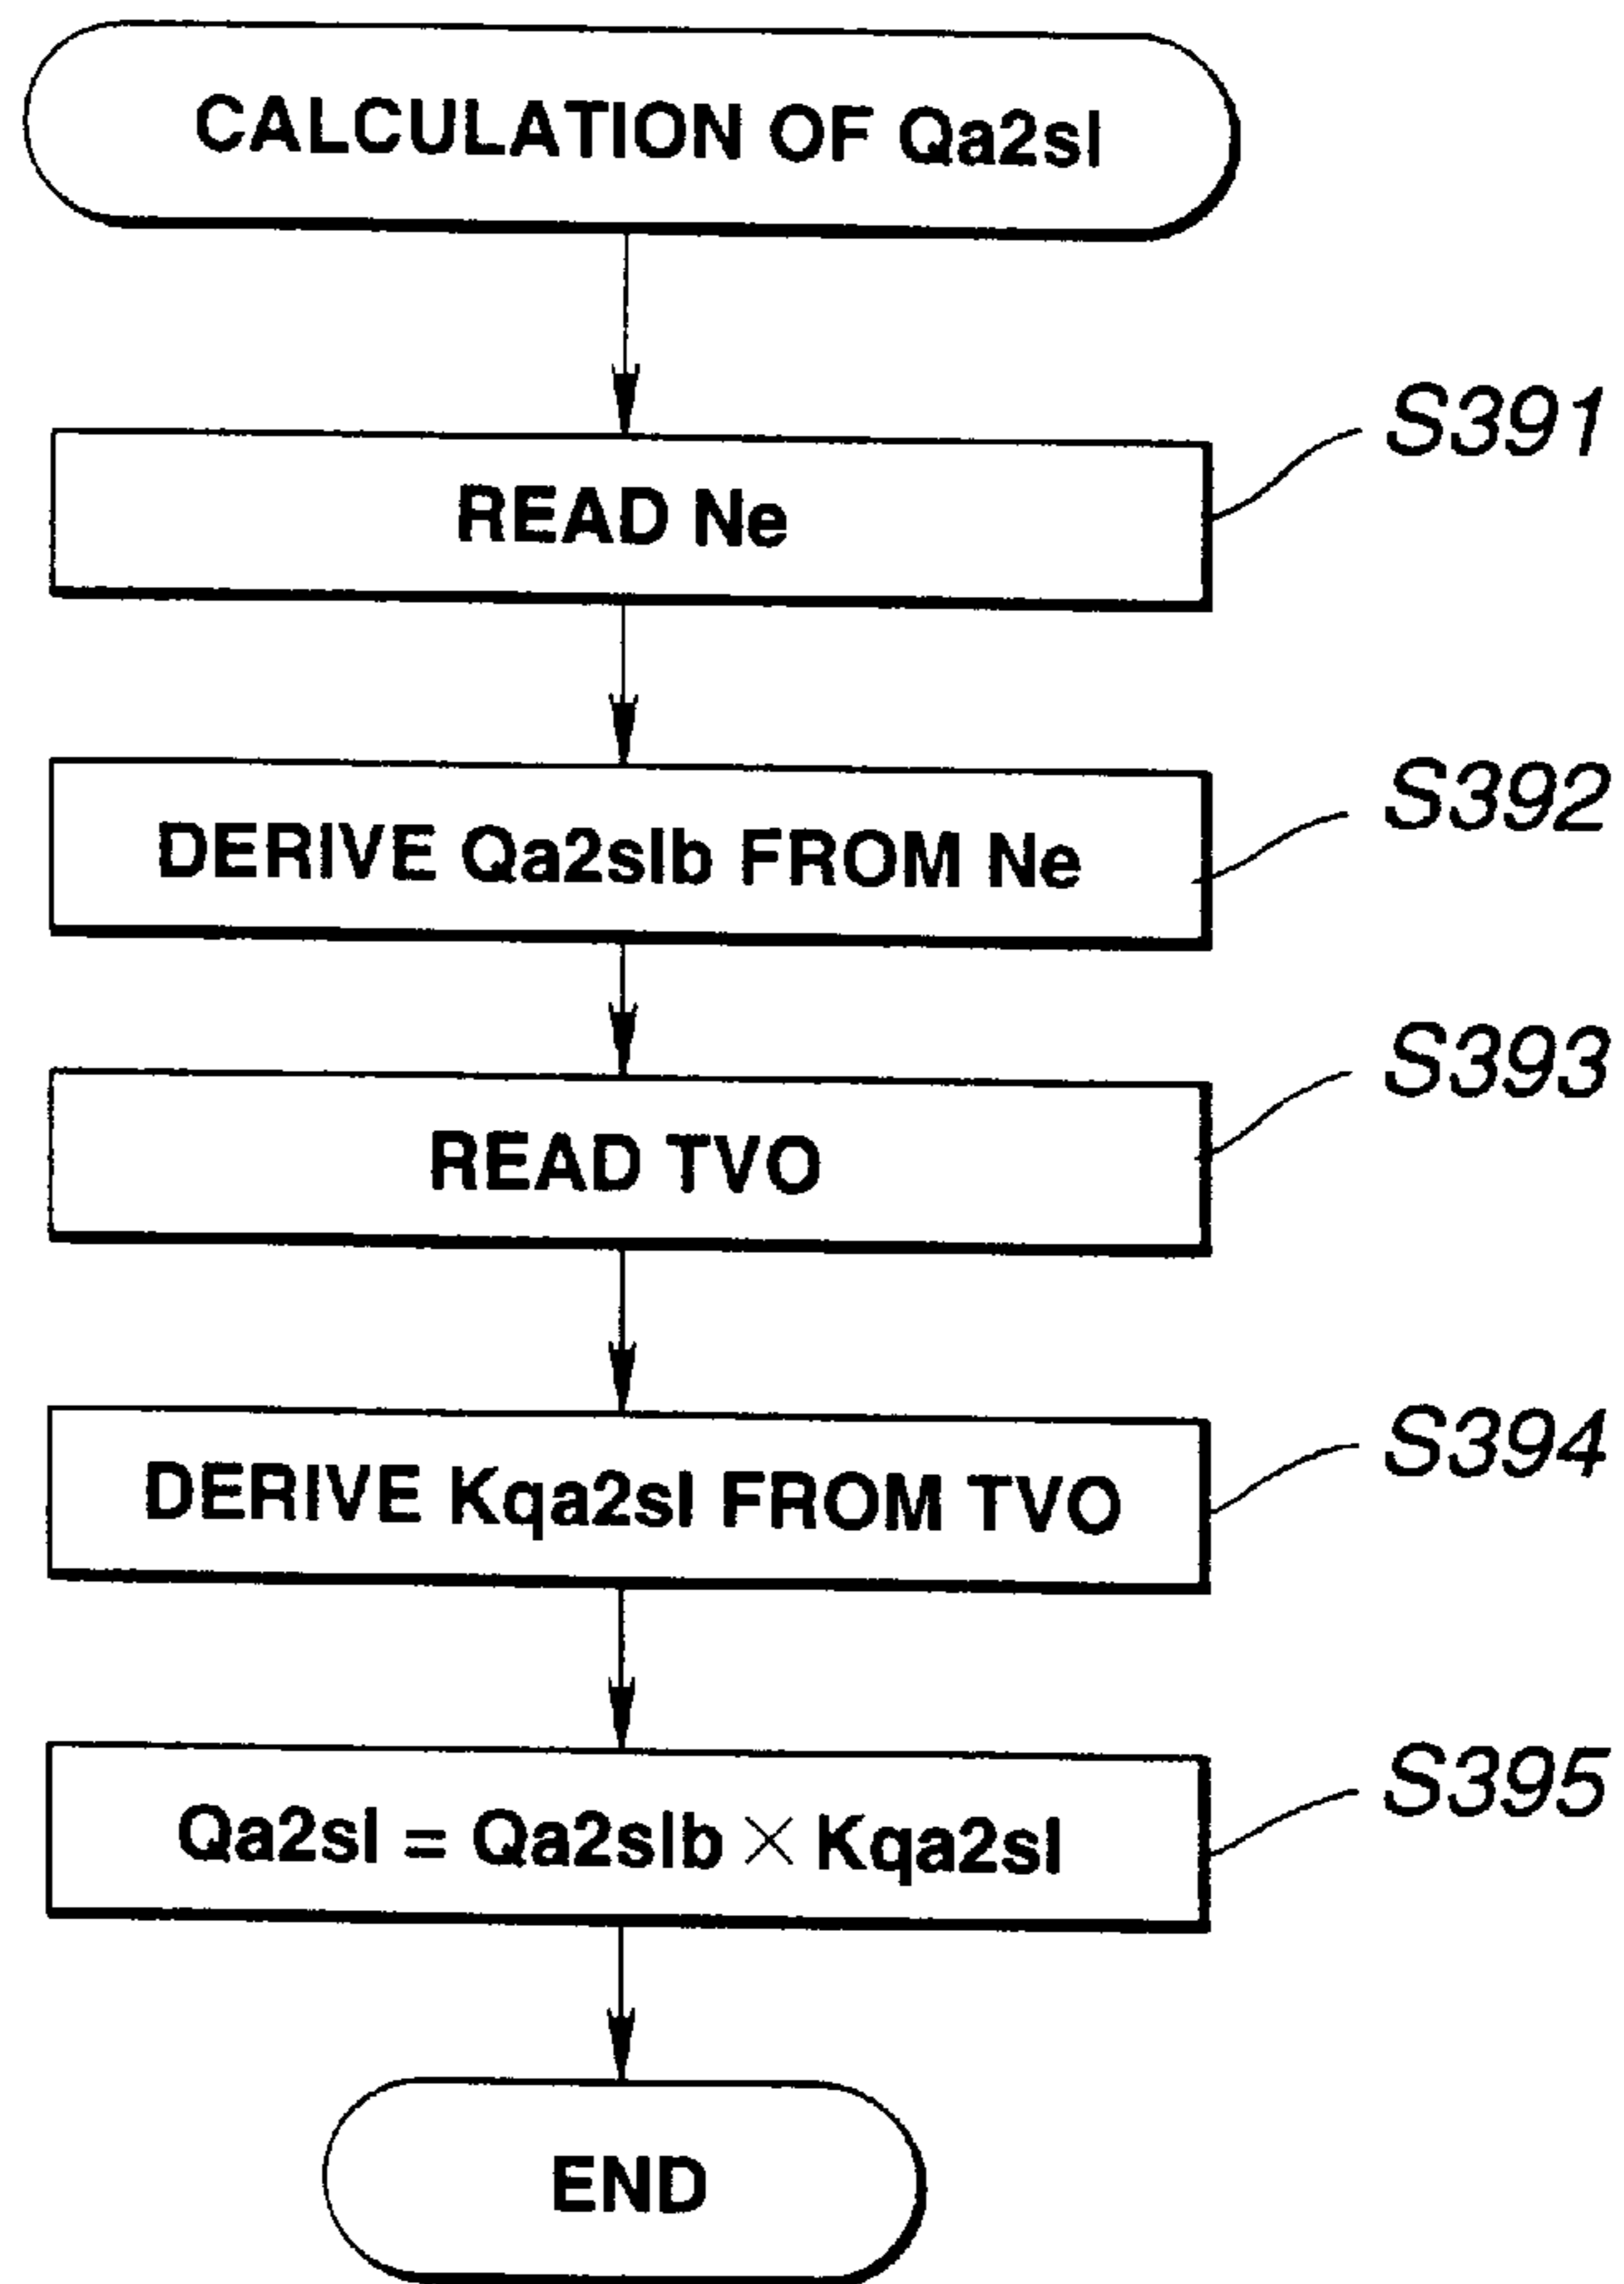 CALCULATION OF Qa2sl
READ Ne
S391
DERIVE Qa2slb FROM Ne
S392
READ TVO
S393
DERIVE Kqa2sl FROM TVO
S394
Qa2sl = Qa2slb × Kqa2sl
S395
END